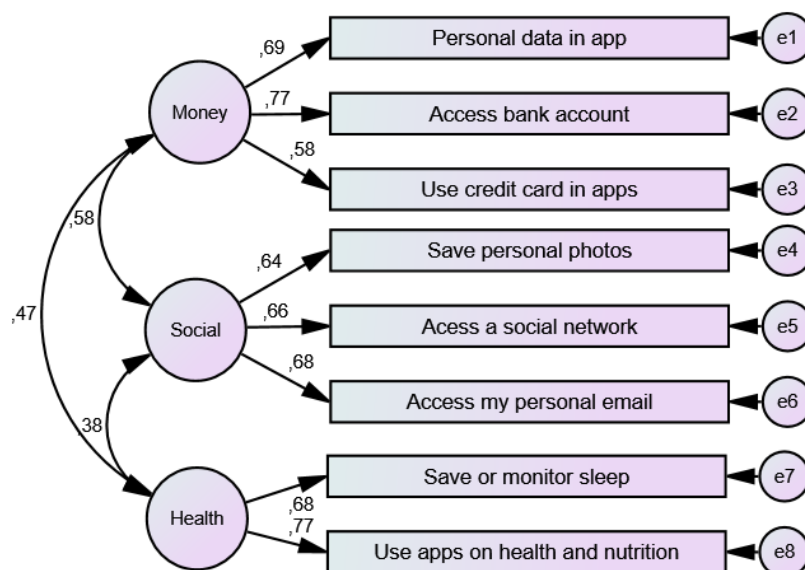 ,69
Personal data in app
e1
Money
,77
Access bank account
e2
,58
Use credit card in apps
e3
,58
Save personal photos
e4
,64
,47
Social
,66
Acess a social network
e5
,68
Access my personal email
e6
,38
Save or monitor sleep
e7
Health
,68
,77
Use apps on health and nutrition
e8